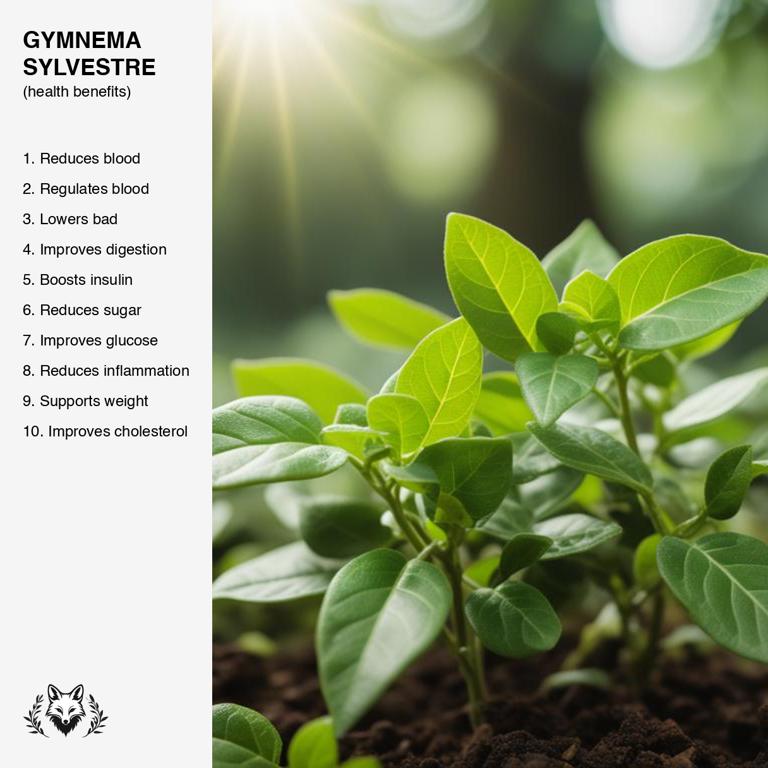 GYMNEMA
SYLVESTRE
(health benefits)
1. Reduces blood
2. Regulates blood
3. Lowers bad
4. Improves digestion
5. Boosts insulin
6. Reduces sugar
7. Improves glucose
8. Reduces inflammation
9. Supports weight
10. Improves cholesterol